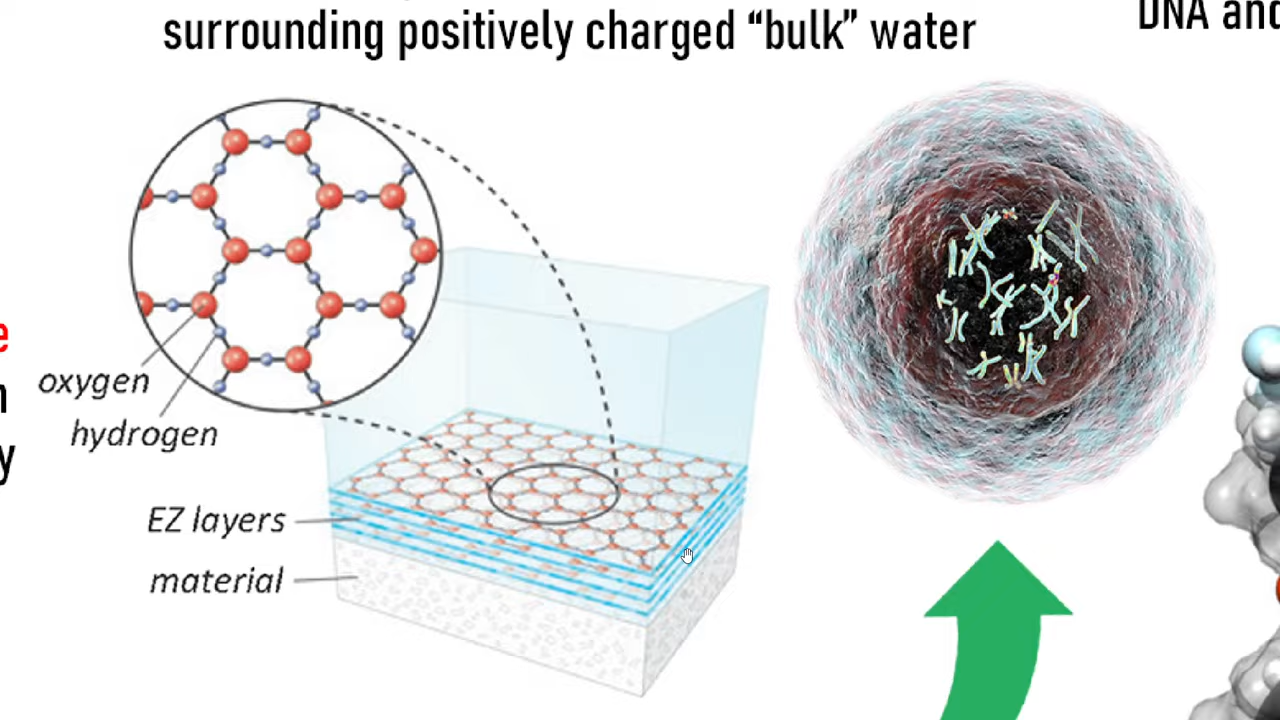 surrounding positively charged “bulk” water
DNA and
e
n
y
oxygen
hydrogen
EZ layers
material